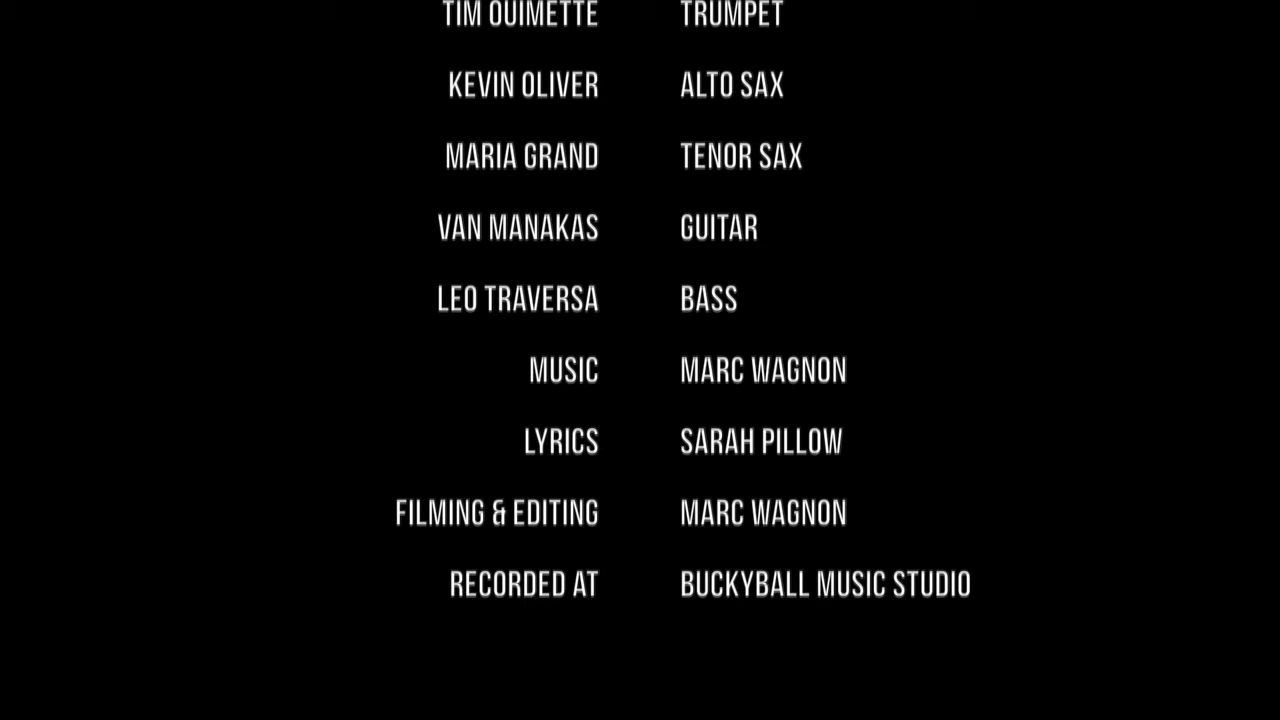 TIM OUIMETTE TRUMPET
KEVIN OLIVER ALTO SAX
MARIA GRAND TENOR SAX
VAN MANAKAS GUITAR
LEO TRAVERSA BASS
MUSIC MARC WAGNON
LYRICS SARAH PILLOW
FILMING & EDITING MARC WAGNON
RECORDED AT BUCKYBALL MUSIC STUDIO